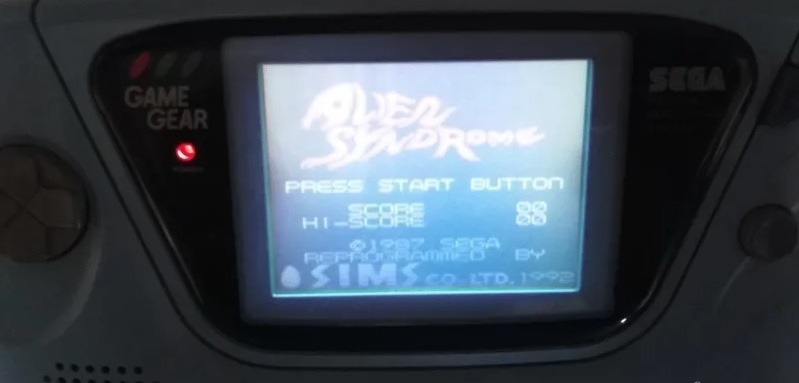 GAME
GEAR
SEGA
ALIEN
SYNDROME
PRESS START BUTTON
SCORE 00
HI-SCORE 00
©1987 SEGA
REPROGRAMMED BY
SIMS CO.LTD.1992